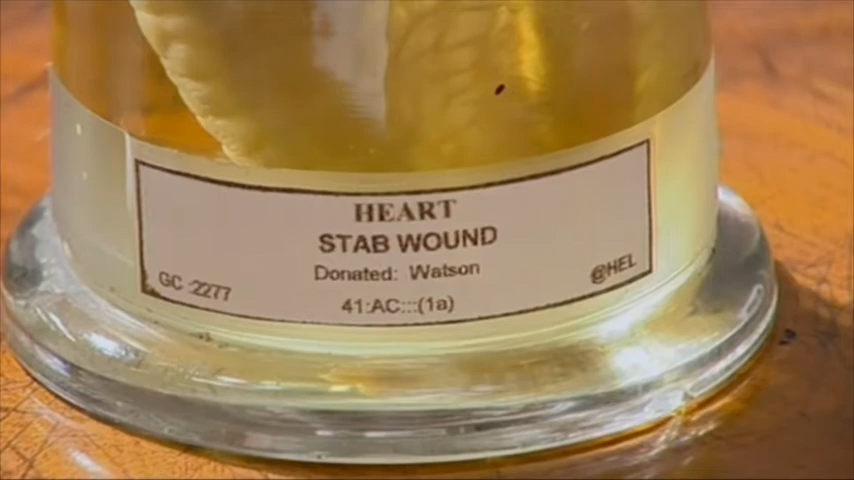 HEART
STAB WOUND
Donated: Watson
GC :2277
@HEL
41:AC:::(1a)